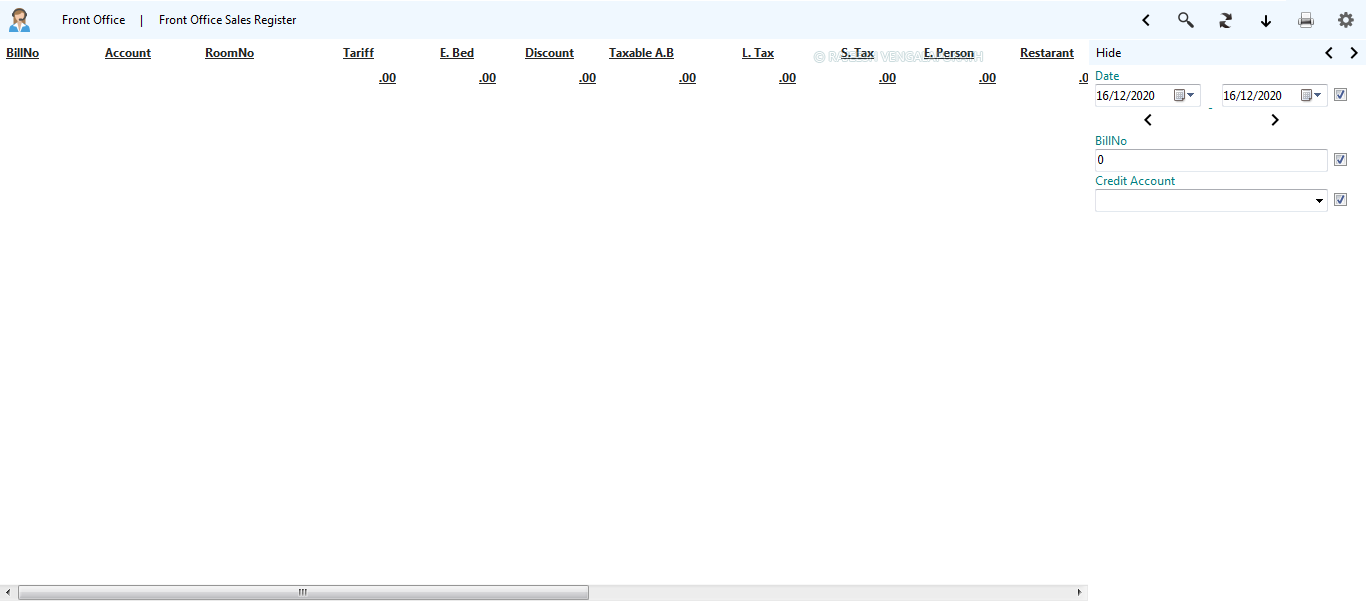 Front Office | Front Office Sales Register
BillNo Account RoomNo Tariff E. Bed Discount Taxable A.B L. Tax S. Tax E. Person Restarant
.00 .00 .00 .00 .00 .00 .00 .0
Hide
Date
16/12/2020 - 16/12/2020
BillNo
0
Credit Account